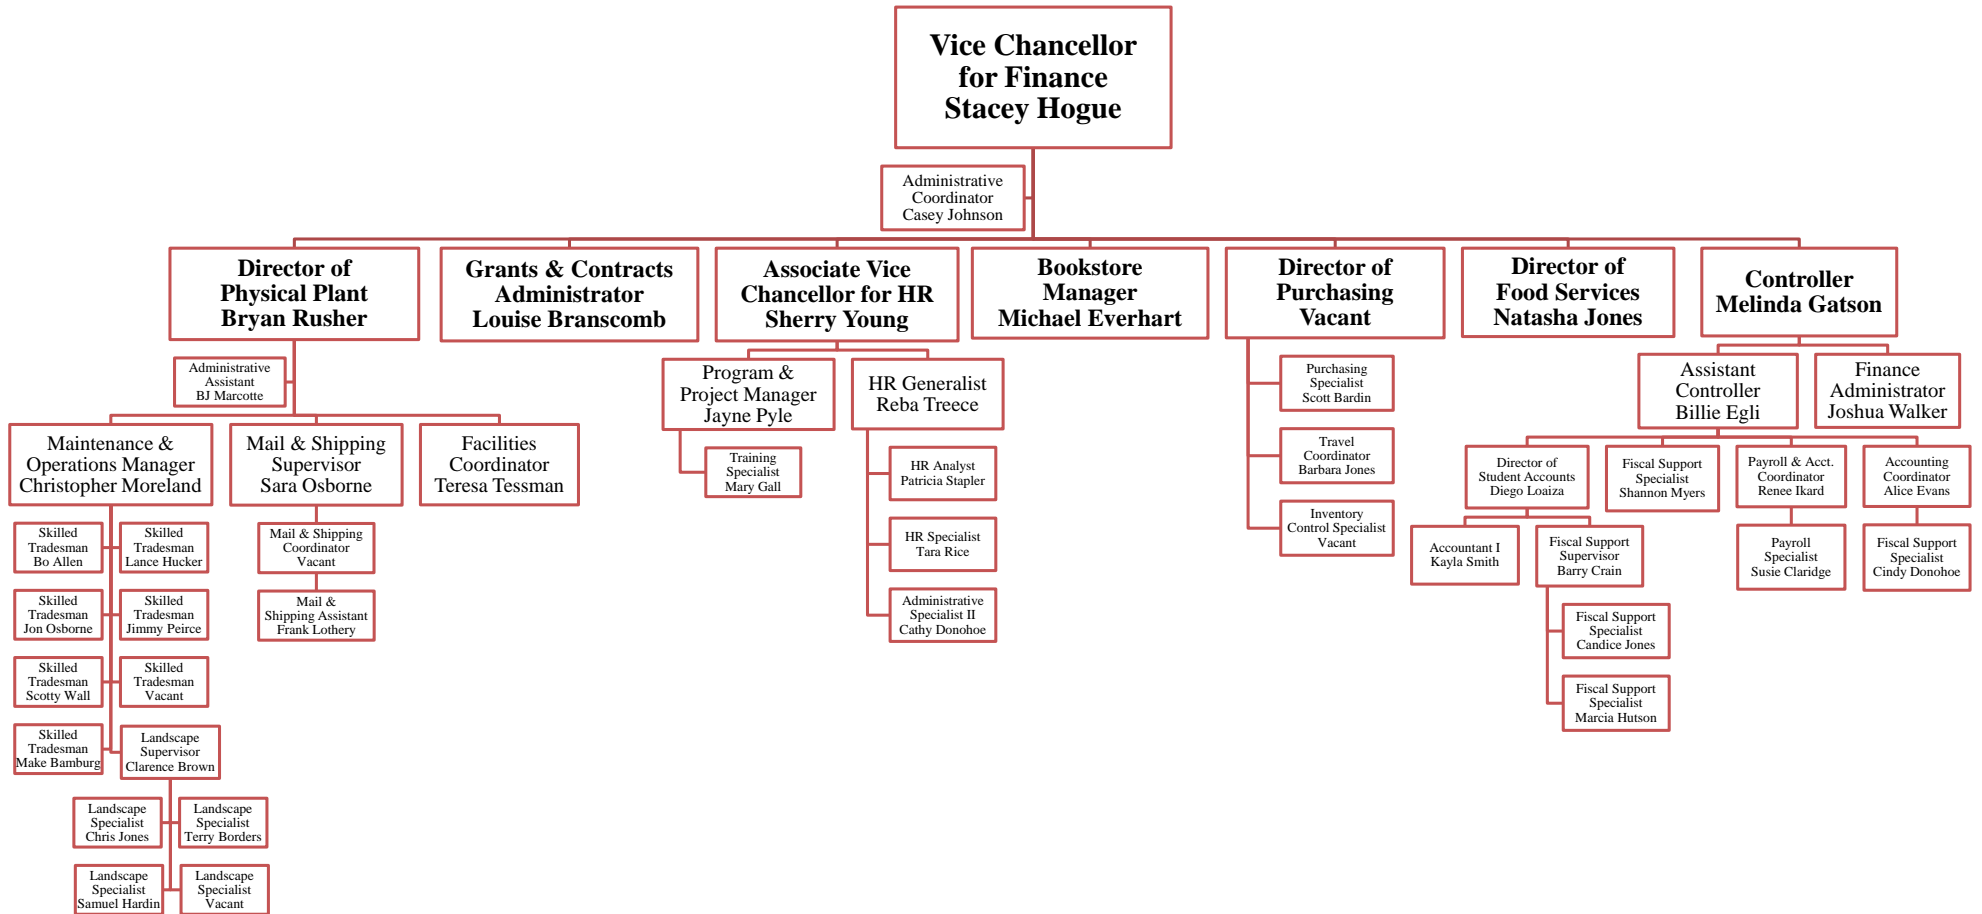 Vice Chancellor
for Finance
Stacey Hogue
Administrative
Coordinator
Casey Johnson
Director of
Physical Plant
Bryan Rusher
Grants & Contracts
Administrator
Louise Branscomb
Associate Vice
Chancellor for HR
Sherry Young
Bookstore
Manager
Michael Everhart
Director of
Purchasing
Vacant
Director of
Food Services
Natasha Jones
Controller
Melinda Gatson
Administrative
Assistant
BJ Marcotte
Maintenance &
Operations Manager
Christopher Moreland
Mail & Shipping
Supervisor
Sara Osborne
Facilities
Coordinator
Teresa Tessman
Skilled
Tradesman
Bo Allen
Skilled
Tradesman
Lance Hucker
Skilled
Tradesman
Jon Osborne
Skilled
Tradesman
Jimmy Peirce
Skilled
Tradesman
Scotty Wall
Skilled
Tradesman
Vacant
Skilled
Tradesman
Make Bamburg
Landscape
Supervisor
Clarence Brown
Landscape
Specialist
Chris Jones
Landscape
Specialist
Terry Borders
Landscape
Specialist
Samuel Hardin
Landscape
Specialist
Vacant
Mail & Shipping
Coordinator
Vacant
Mail &
Shipping Assistant
Frank Lothery
Program &
Project Manager
Jayne Pyle
Training
Specialist
Mary Gall
HR Generalist
Reba Treece
HR Analyst
Patricia Stapler
HR Specialist
Tara Rice
Administrative
Specialist II
Cathy Donohoe
Purchasing
Specialist
Scott Bardin
Travel
Coordinator
Barbara Jones
Inventory
Control Specialist
Vacant
Assistant
Controller
Billie Egli
Finance
Administrator
Joshua Walker
Director of
Student Accounts
Diego Loaiza
Fiscal Support
Specialist
Shannon Myers
Payroll & Acct.
Coordinator
Renee Ikard
Accounting
Coordinator
Alice Evans
Accountant I
Kayla Smith
Fiscal Support
Supervisor
Barry Crain
Payroll
Specialist
Susie Claridge
Fiscal Support
Specialist
Cindy Donohoe
Fiscal Support
Specialist
Candice Jones
Fiscal Support
Specialist
Marcia Hutson